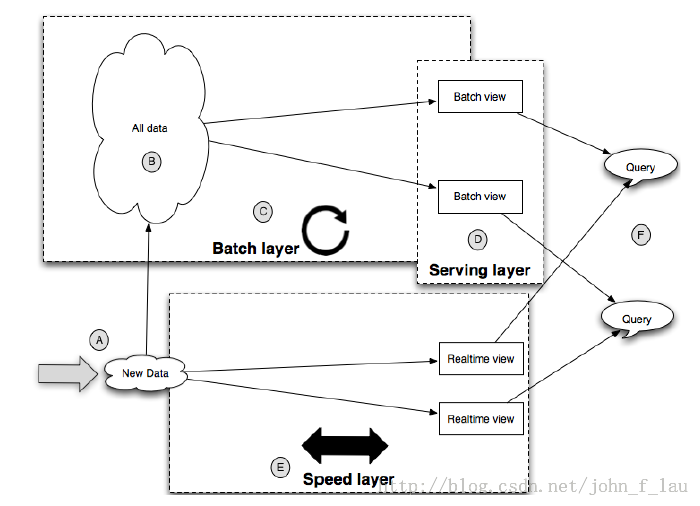 All data
B
C
Batch layer
Batch view
Batch view
D
Serving layer
Query
F
Query
A
New Data
Realtime view
Realtime view
E
Speed layer
http://blog.csdn.net/john_f_lau